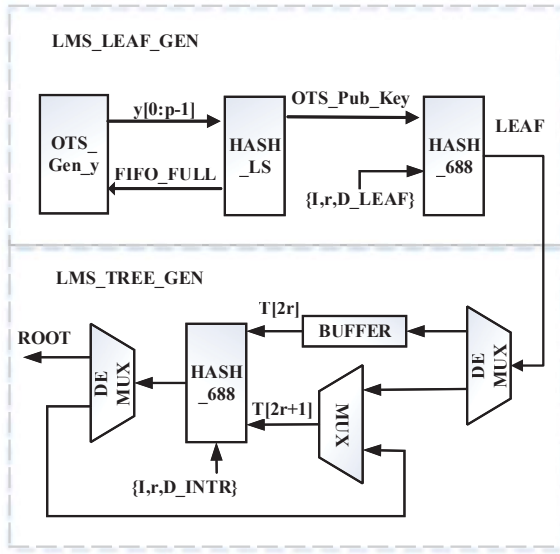 LMS_LEAF_GEN
OTS_
Gen_y
y[0:p-1]
FIFO_FULL
HASH
_LS
OTS_Pub_Key
{I,r,D_LEAF}
HASH
_688
LEAF
LMS_TREE_GEN
ROOT
DE
MUX
HASH
_688
T[2r]
BUFFER
T[2r+1]
MUX
DE
MUX
{I,r,D_INTR}